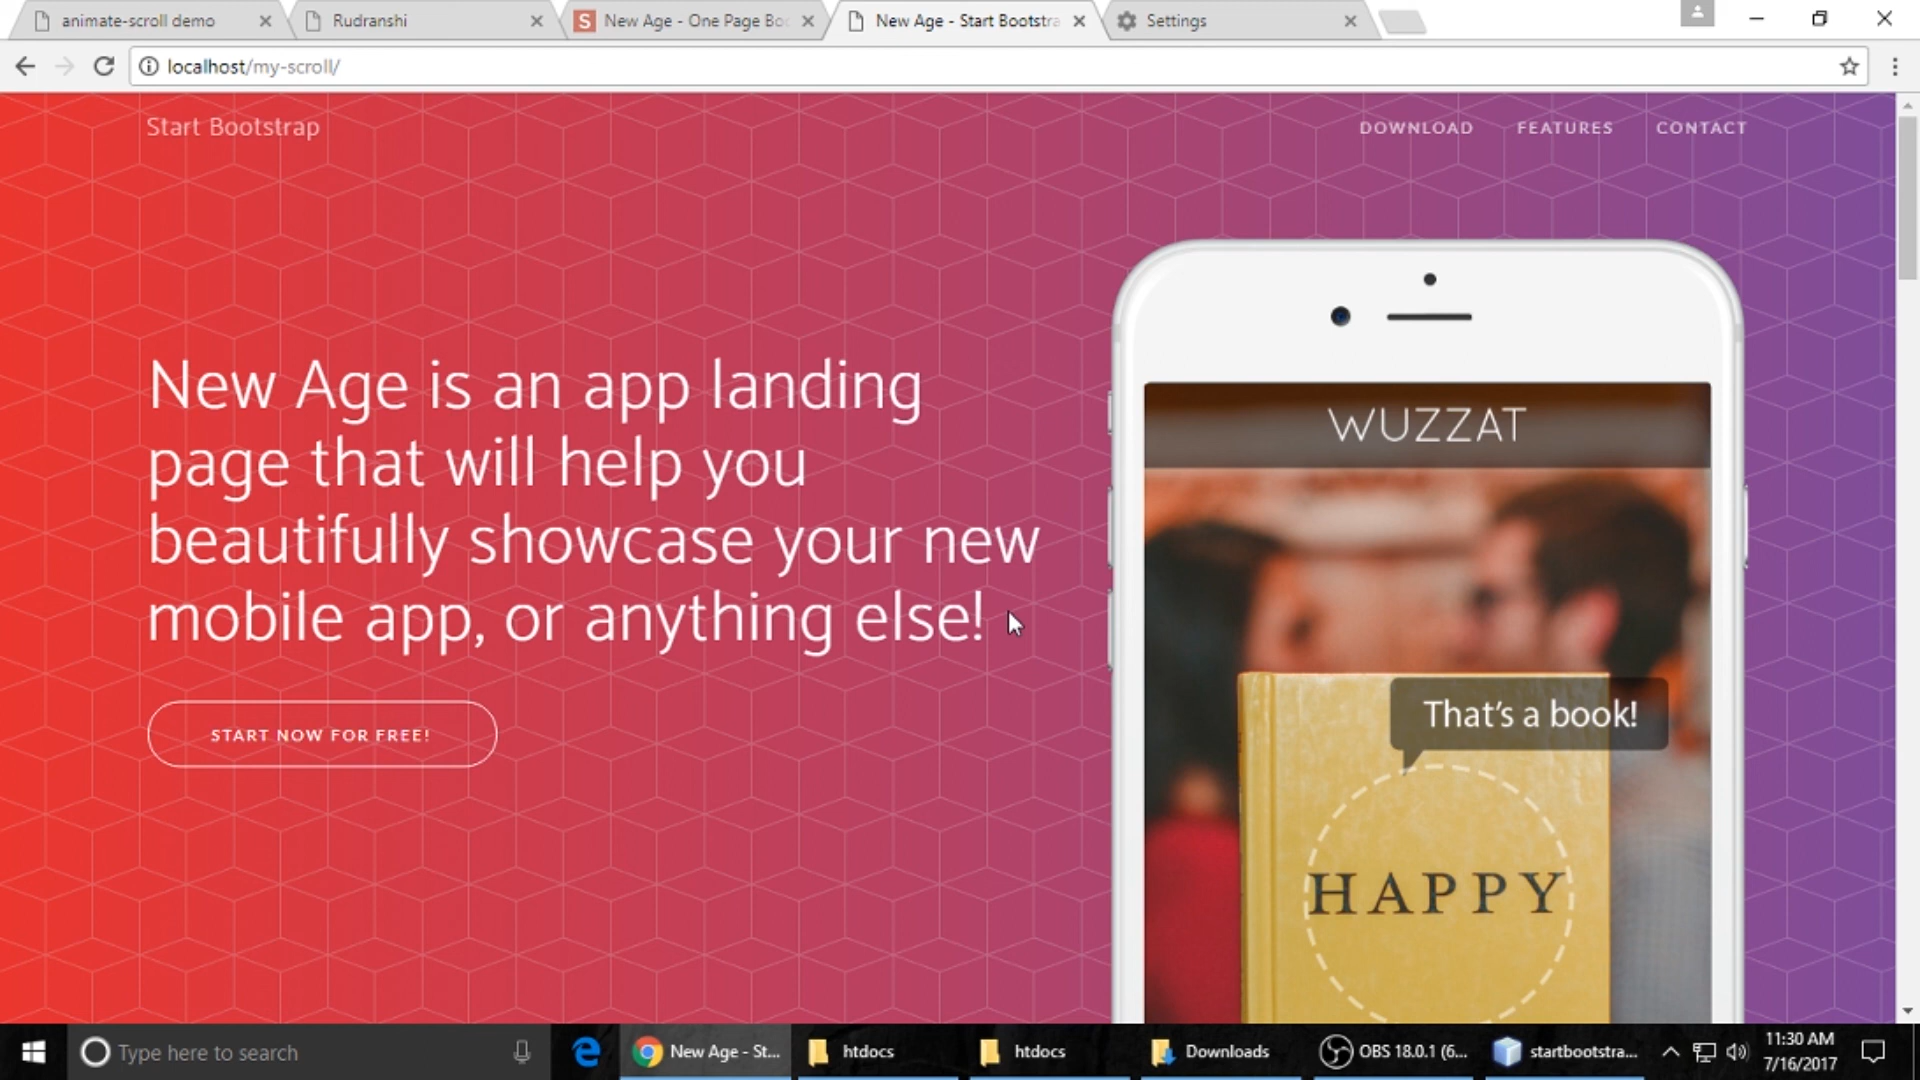 animate-scroll demo
Rudranshi
New Age - One Page Bo
New Age - Start Bootstra
Settings
localhost/my-scroll/
Start Bootstrap
DOWNLOAD
FEATURES
CONTACT
New Age is an app landing
page that will help you
beautifully showcase your new
mobile app, or anything else!
START NOW FOR FREE!
WUZZAT
That's a book!
HAPPY
Type here to search
New Age - St...
htdocs
htdocs
Downloads
OBS 18.0.1 (6...
startbootstra...
11:30 AM
7/16/2017